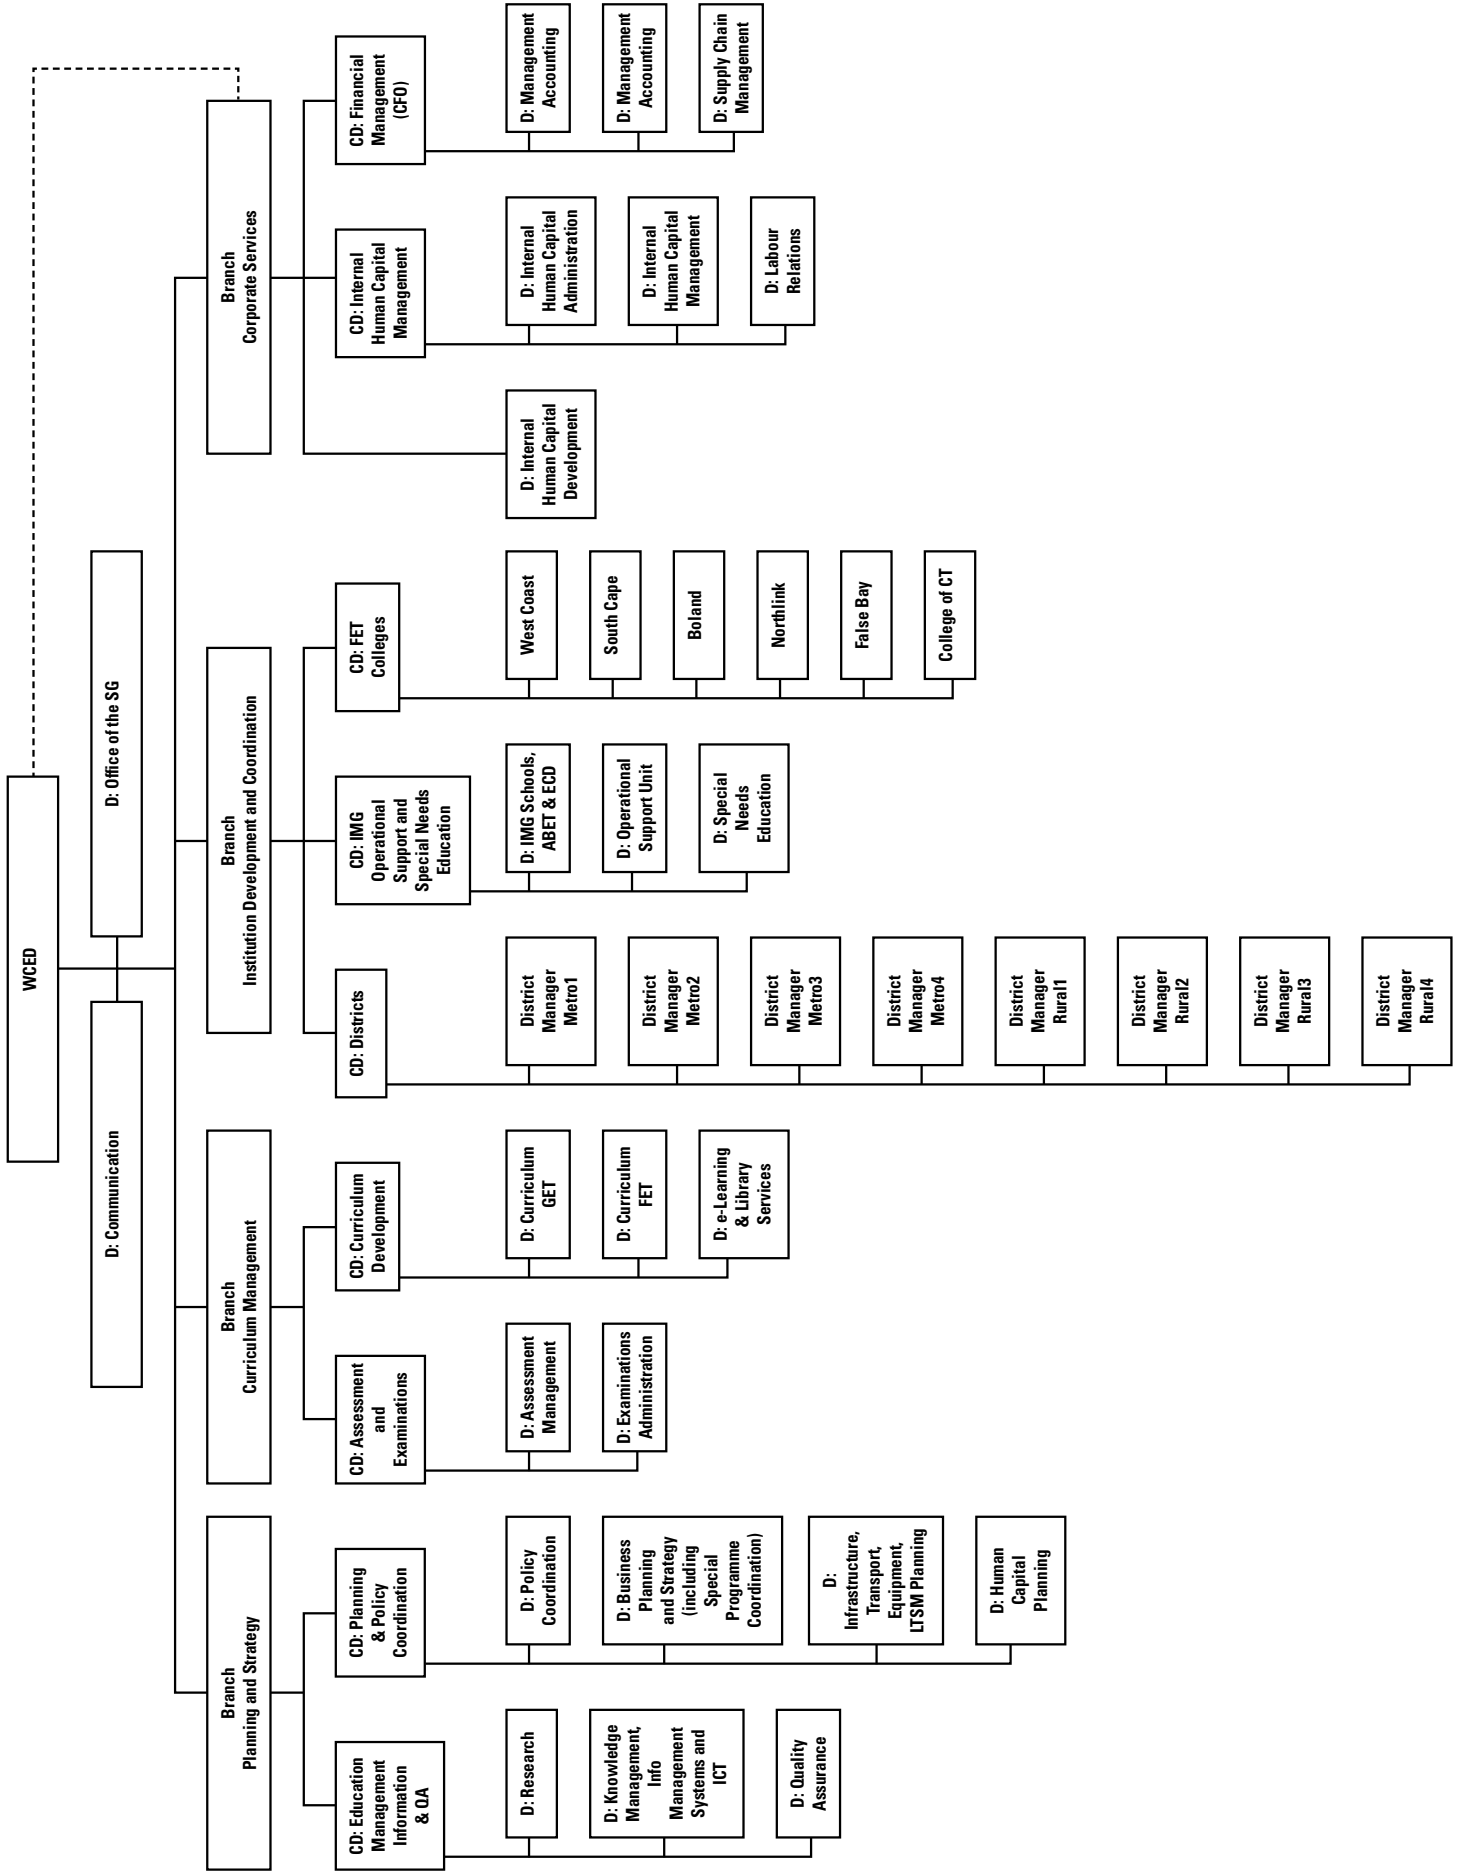 WCED
D: Communication
D: Office of the SG
Branch
Planning and Strategy
Branch
Curriculum Management
Branch
Institution Development and Coordination
Branch
Corporate Services
CD: Education
Management
Information
& QA
CD: Planning
& Policy
Coordination
CD: Assessment
and
Examinations
CD: Curriculum
Development
CD: Districts
CD: IMG
Operational
Support and
Special Needs
Education
CD: FET
Colleges
CD: Internal
Human Capital
Management
CD: Financial
Management
(CFO)
D: Research
D: Knowledge
Management,
Info
Management
Systems and
ICT
D: Quality
Assurance
D: Policy
Coordination
D: Business
Planning
and Strategy
(including
Special
Programme
Coordination)
D:
Infrastructure,
Transport,
Equipment,
LTSM Planning
D: Human
Capital
Planning
D: Assessment
Management
D: Examinations
Administration
D: Curriculum
GET
D: Curriculum
FET
D: e-Learning
& Library
Services
District
Manager
Metro1
District
Manager
Metro2
District
Manager
Metro3
District
Manager
Metro4
District
Manager
Rural1
District
Manager
Rural2
District
Manager
Rural3
District
Manager
Rural4
D: IMG Schools,
ABET & ECD
D: Operational
Support Unit
D: Special
Needs
Education
West Coast
South Cape
Boland
Northlink
False Bay
College of CT
D: Internal
Human Capital
Development
D: Internal
Human Capital
Administration
D: Internal
Human Capital
Management
D: Labour
Relations
D: Management
Accounting
D: Management
Accounting
D: Supply Chain
Management